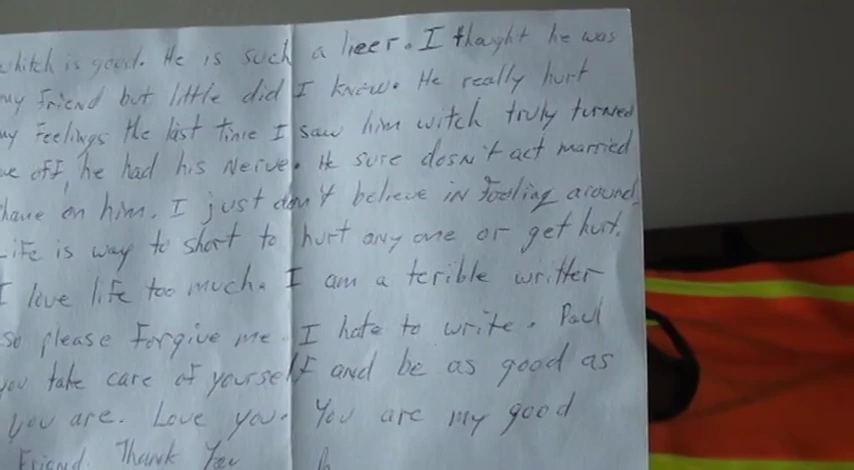 whitch is good. He is such a lieer. I thaught he was
my friend but little did I know. He really hurt
my Feelings the last time I saw him witch truly turned
me off, he had his Nerve. He sure dosn't act married
shame on him. I just don't believe in fooling around.
Life is way to short to hurt any one or get hurt.
I love life too much. I am a terible writter
so please Forgive me. I hate to write. Paul
you take care of yourself and be as good as
you are. Love you. You are my good
Friend. Thank You